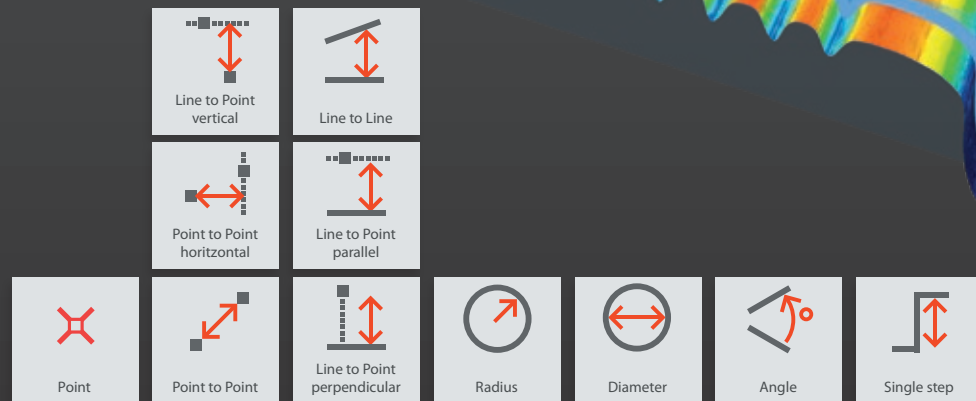 Line to Point
vertical
Line to Line
Point to Point
horitzontal
Line to Point
parallel
Point
Point to Point
Line to Point
perpendicular
Radius
Diameter
Angle
Single step